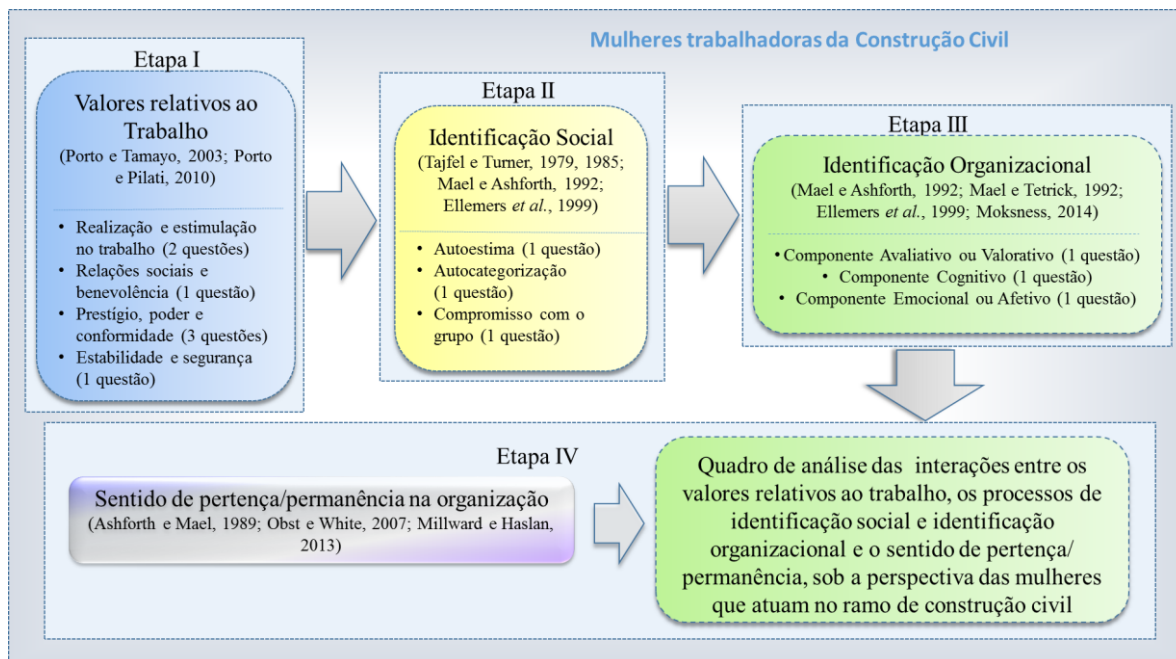 Mulheres trabalhadoras da Construção Civil
Etapa I
Valores relativos ao
Trabalho
(Porto e Tamayo, 2003; Porto
e Pilati, 2010)
• Realização e estimulação
no trabalho (2 questões)
• Relações sociais e
benevolência (1 questão)
• Prestígio, poder e
conformidade (3 questões)
• Estabilidade e segurança
(1 questão)
Etapa II
Identificação Social
(Tajfel e Turner, 1979, 1985;
Mael e Ashforth, 1992;
Ellemers et al., 1999)
• Autoestima (1 questão)
• Autocategorização
(1 questão)
• Compromisso com o
grupo (1 questão)
Etapa III
Identificação Organizacional
(Mael e Ashforth, 1992; Mael e Tetrick, 1992;
Ellemers et al., 1999; Moksness, 2014)
• Componente Avaliativo ou Valorativo (1 questão)
• Componente Cognitivo (1 questão)
• Componente Emocional ou Afetivo (1 questão)
Etapa IV
Sentido de pertença/permanência na organização
(Ashforth e Mael, 1989; Obst e White, 2007; Millward e Haslan,
2013)
Quadro de análise das interações entre os
valores relativos ao trabalho, os processos de
identificação social e identificação
organizacional e o sentido de pertença/
permanência, sob a perspectiva das mulheres
que atuam no ramo de construção civil